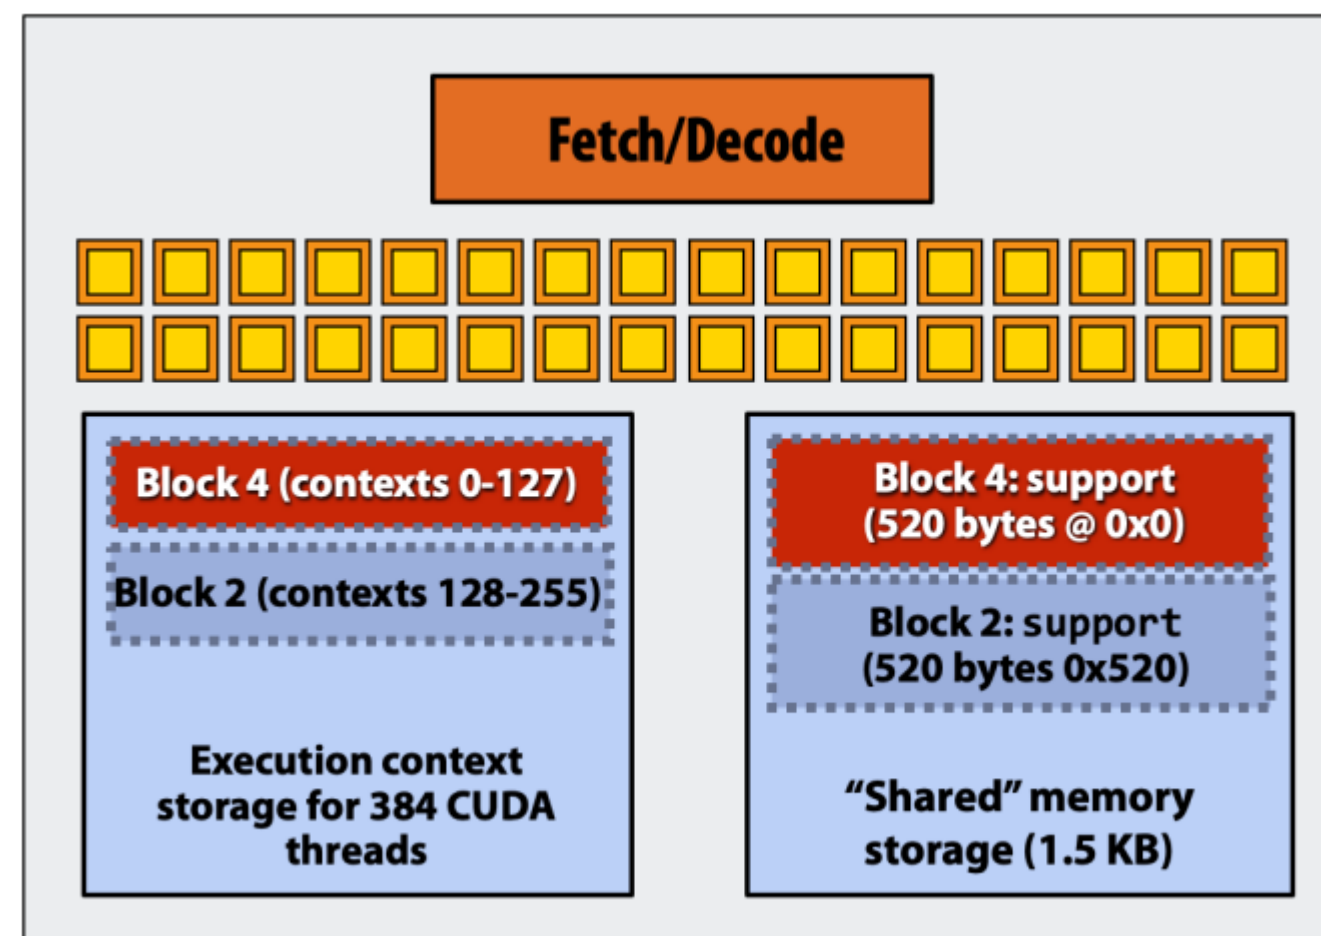 Fetch/Decode
Block 4 (contexts 0-127)
Block 2 (contexts 128-255)
Execution context
storage for 384 CUDA
threads
Block 4: support
(520 bytes @ 0x0)
Block 2: support
(520 bytes 0x520)
“Shared” memory
storage (1.5 KB)